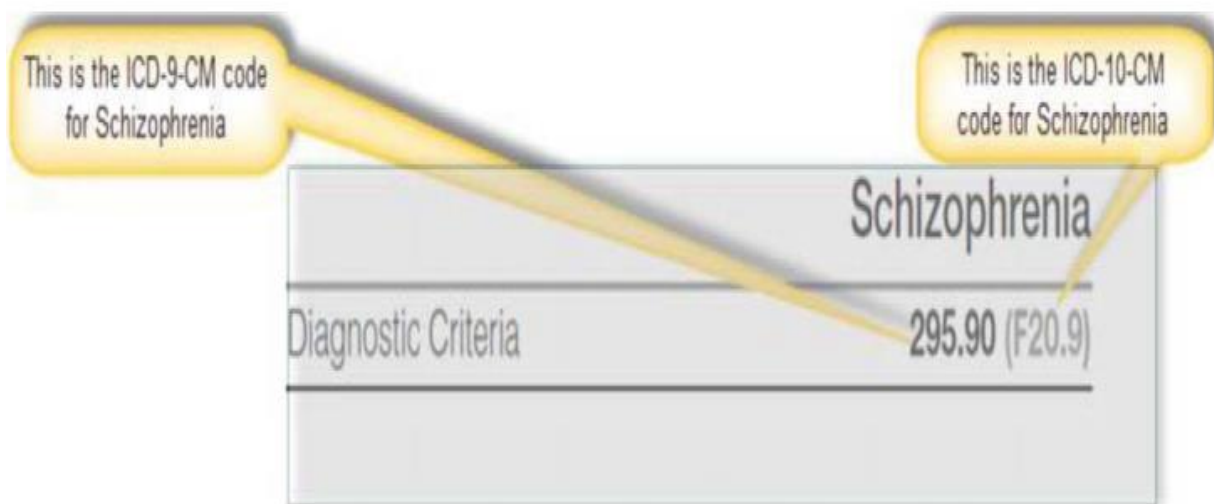 This is the ICD-9-CM code
for Schizophrenia
This is the ICD-10-CM
code for Schizophrenia
Schizophrenia
Diagnostic Criteria 295.90 (F20.9)